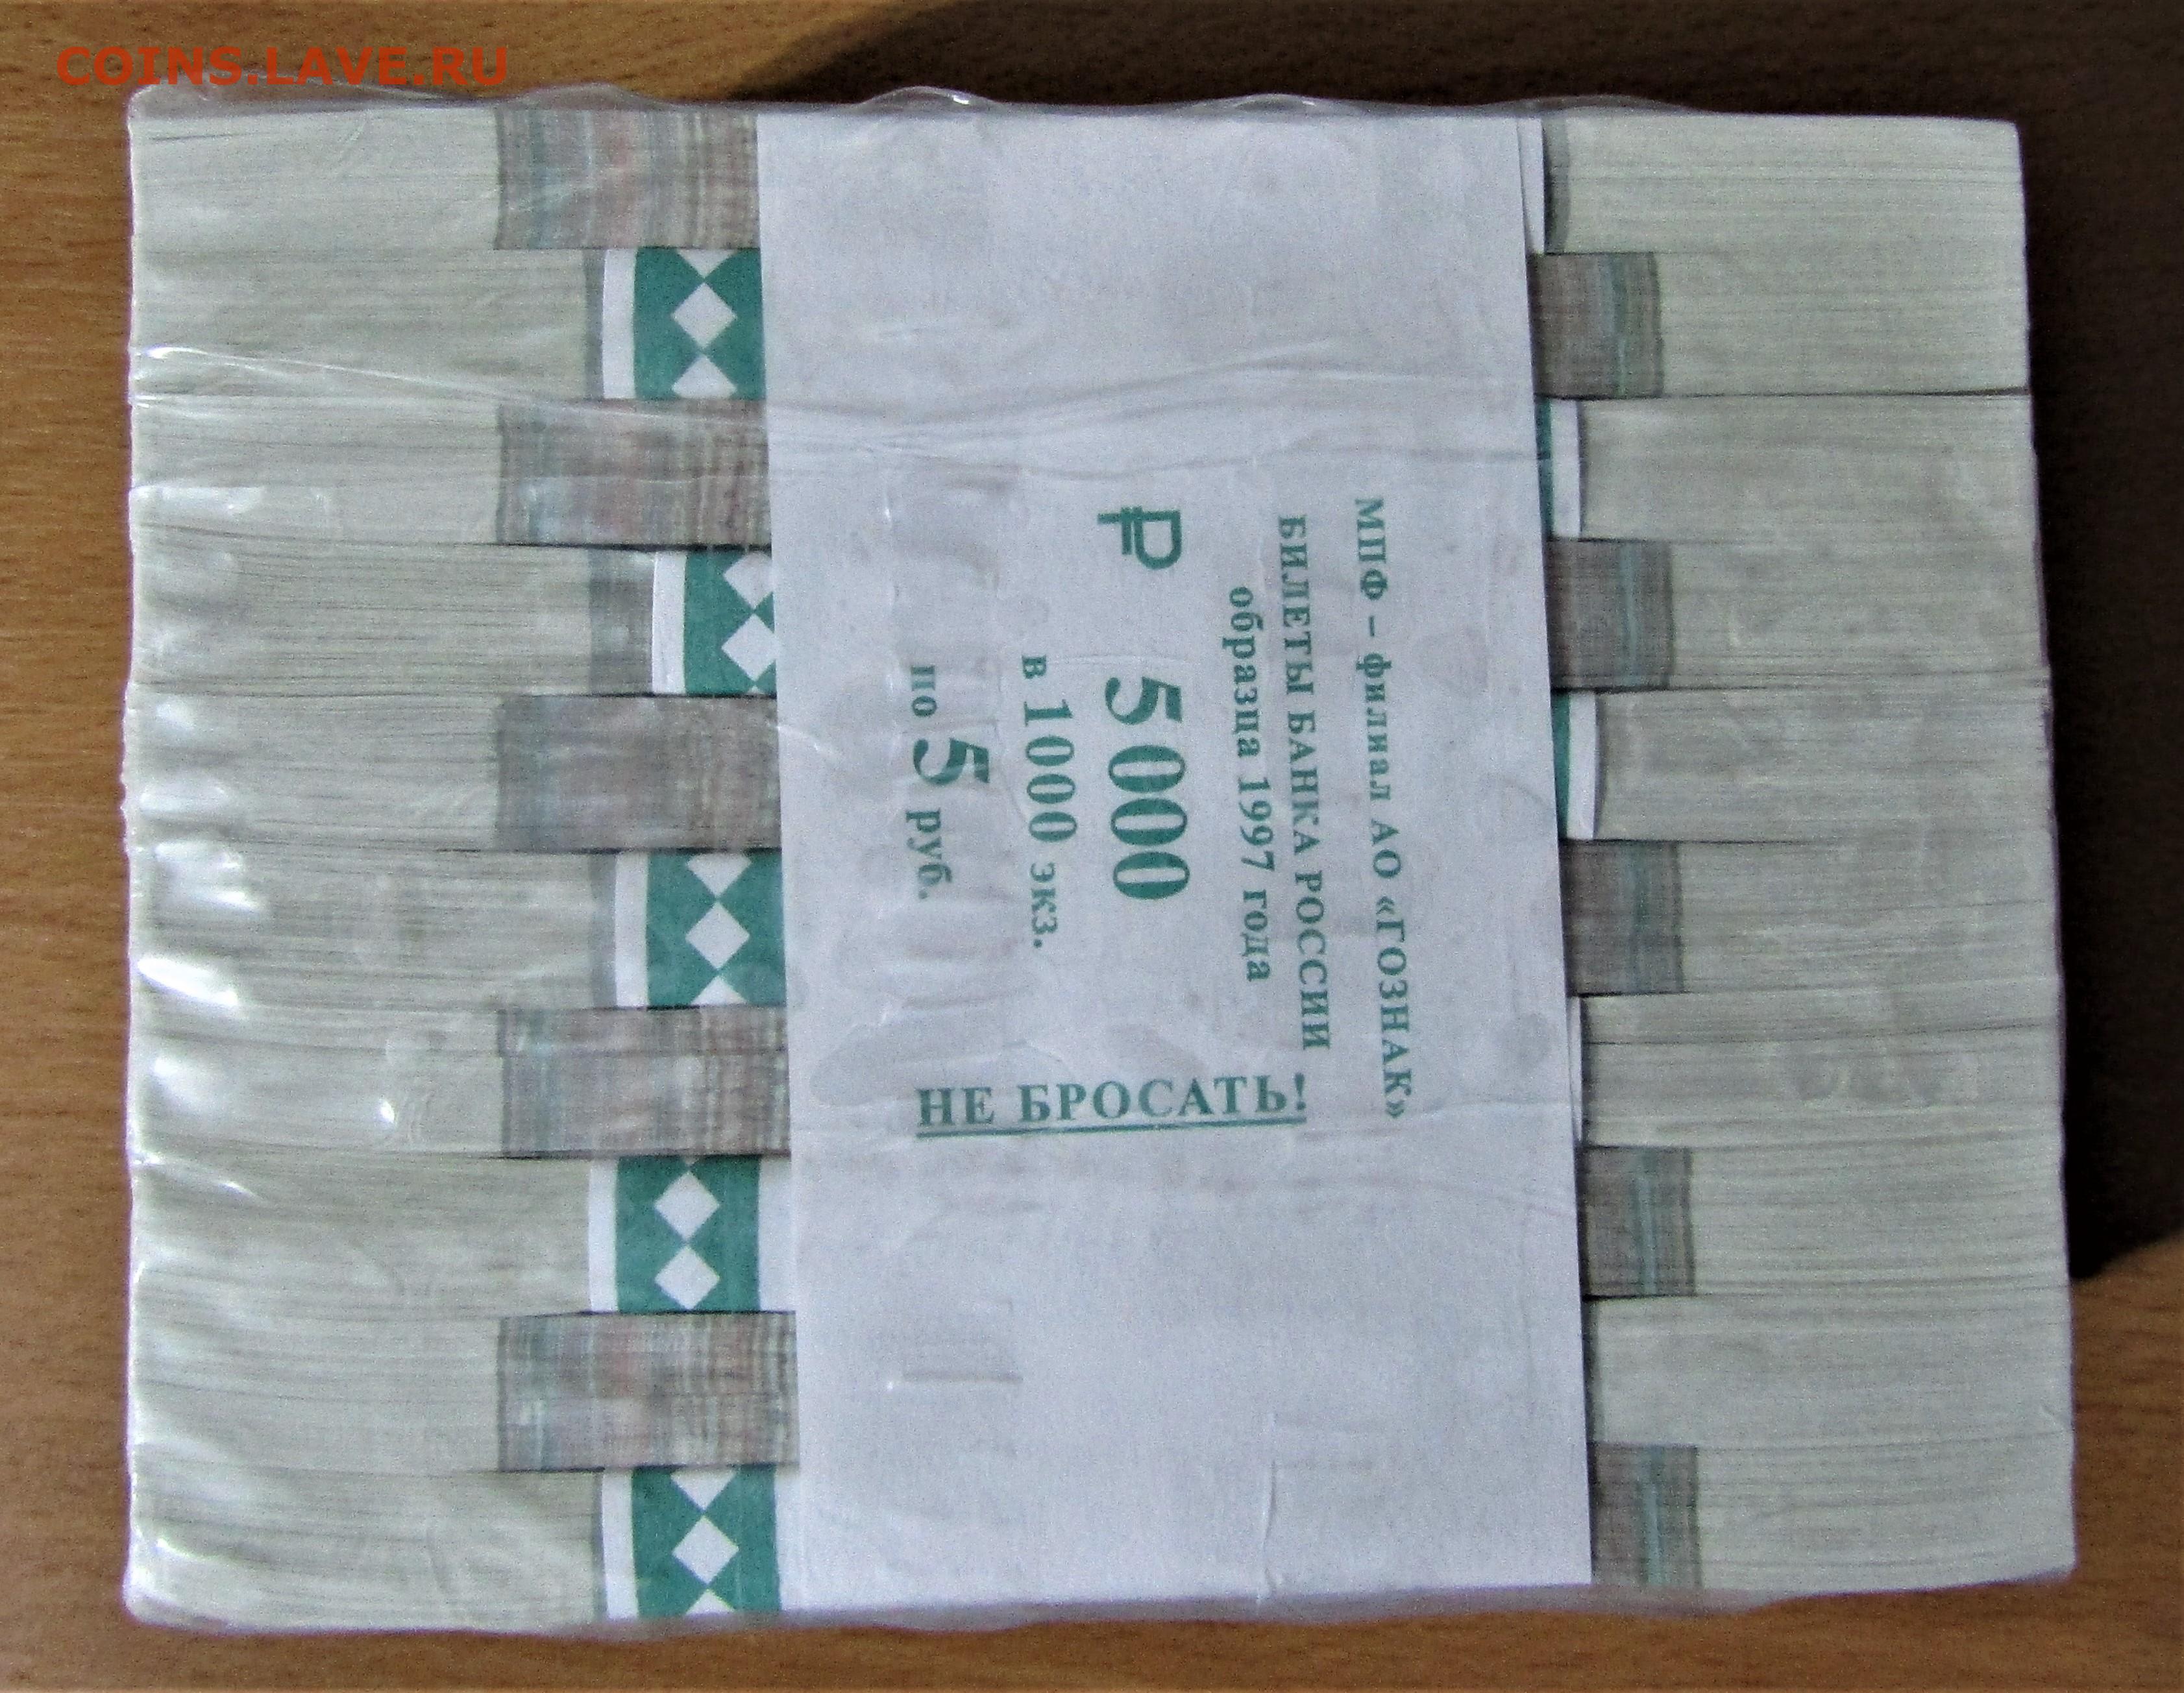 COINS.LAVE.RU
МПФ – филиал АО «ГОЗНАК»
БИЛЕТЫ БАНКА РОССИИ
образца 1997 года
₽ 5000
в 1000 экз.
по 5 руб.
НЕ БРОСАТЬ!